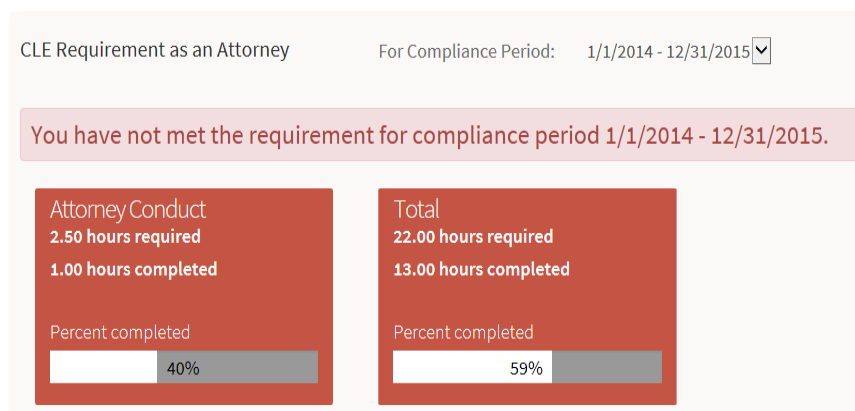 CLE Requirement as an Attorney For Compliance Period: 1/1/2014 - 12/31/2015
You have not met the requirement for compliance period 1/1/2014 - 12/31/2015.
Attorney Conduct
2.50 hours required
1.00 hours completed
Percent completed
40%
Total
22.00 hours required
13.00 hours completed
Percent completed
59%